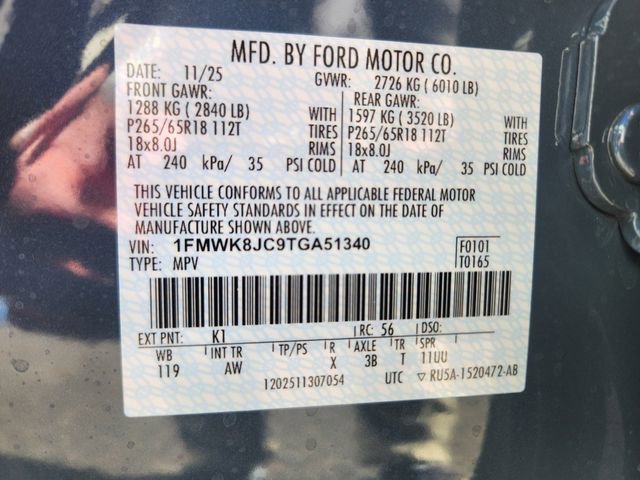 MFD. BY FORD MOTOR CO.
DATE: 11/25 GVWR: 2726 KG ( 6010 LB)
FRONT GAWR: REAR GAWR:
1288 KG ( 2840 LB) WITH 1597 KG ( 3520 LB) WITH
P265/65R18 112T TIRES P265/65R18 112T TIRES
18x8.0J RIMS 18x8.0J RIMS
AT 240 kPa/ 35 PSI COLD AT 240 kPa/ 35 PSI COLD
THIS VEHICLE CONFORMS TO ALL APPLICABLE FEDERAL MOTOR
VEHICLE SAFETY STANDARDS IN EFFECT ON THE DATE OF
MANUFACTURE SHOWN ABOVE.
VIN: 1FMWK8JC9TGA51340 F0101
TYPE: MPV T0165
EXT PNT: K1 RC: 56 DSO:
WB INT TR TP/PS R AXLE TR SPR
119 AW X 3B T 11UU
1202511307054 UTC RU5A-1520472-AB